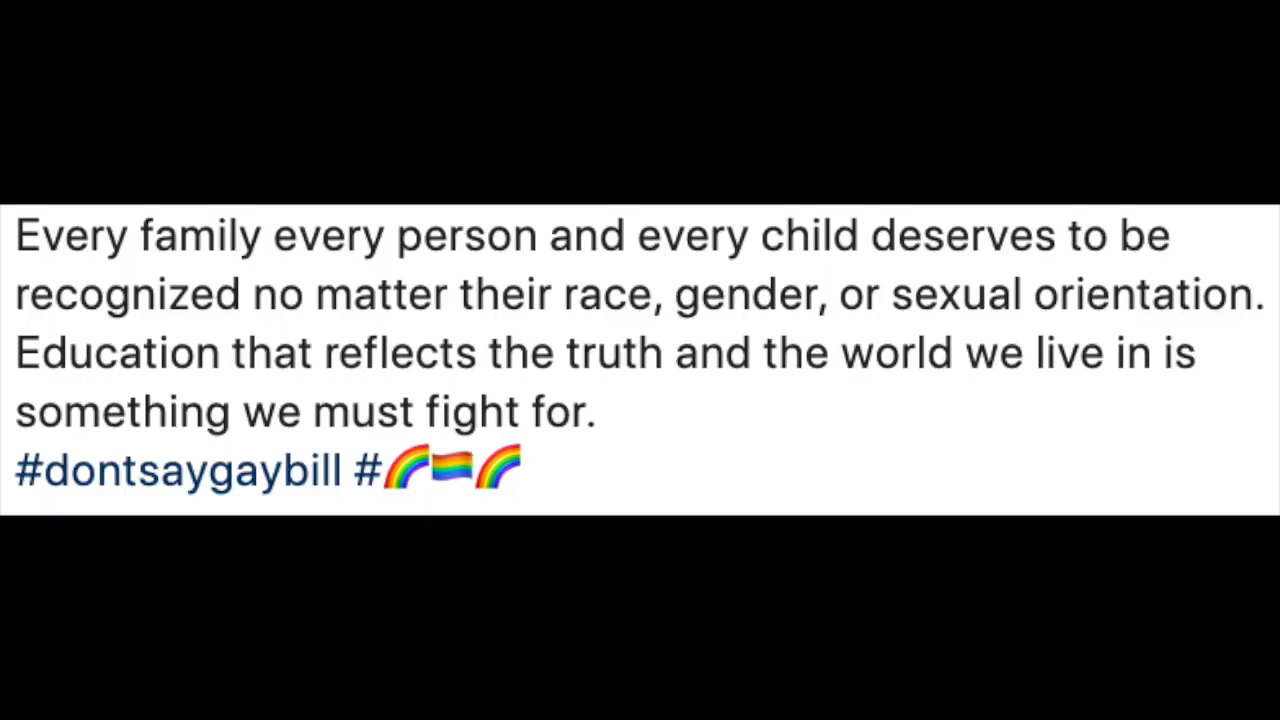 Every family every person and every child deserves to be
recognized no matter their race, gender, or sexual orientation.
Education that reflects the truth and the world we live in is
something we must fight for.
#dontsaygaybill #🌈🏳️‍🌈🌈